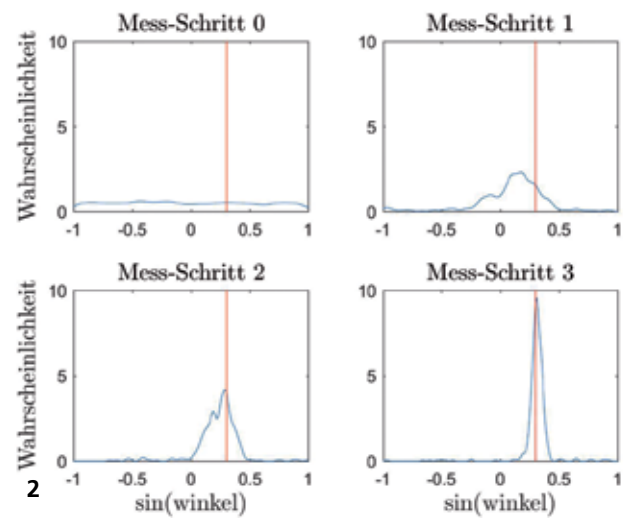 Mess-Schritt 0
Mess-Schritt 1
Wahrscheinlichkeit
10
5
0
-1 -0.5 0 0.5 1
10
5
0
-1 -0.5 0 0.5 1
Mess-Schritt 2
Mess-Schritt 3
Wahrscheinlichkeit
10
5
0
-1 -0.5 0 0.5 1
sin(winkel)
10
5
0
-1 -0.5 0 0.5 1
sin(winkel)
2